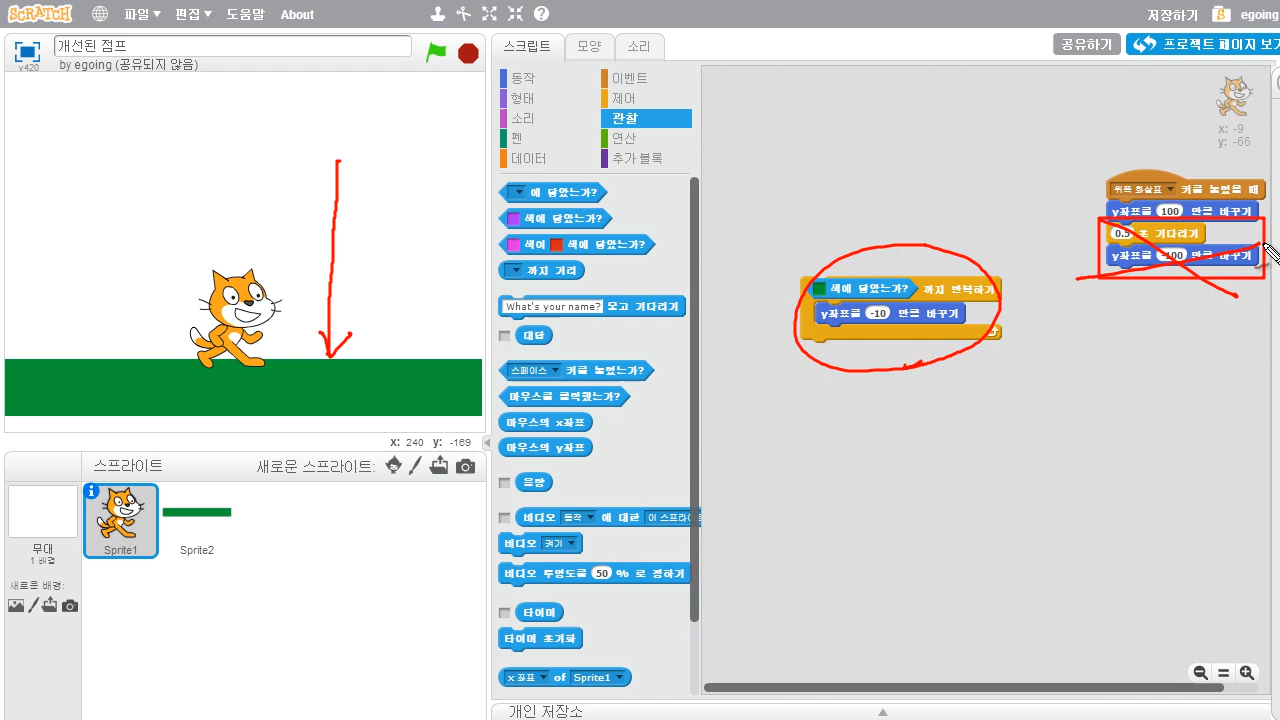 SCRATCH 파일 편집 도움말 About 저장하기 egoing
v420
개선된 점프
by egoing (공유되지 않음)
스크립트 모양 소리 공유하기 프로젝트 페이지 보기
동작 이벤트
형태 제어
소리 관찰
펜 연산
데이터 추가 블록
에 닿았는가?
색에 닿았는가?
색이 색에 닿았는가?
까지 거리
What's your name? 묻고 기다리기
대답
스페이스 키를 눌렀는가?
마우스를 클릭했는가?
마우스의 x좌표
마우스의 y좌표
음량
비디오 동작 에 대한 이 스프라이
비디오 켜기
비디오 투명도를 50 % 로 정하기
타이머
타이머 초기화
x 좌표 of Sprite1
색에 닿았는가? 까지 반복하기
y좌표를 -10 만큼 바꾸기
x: -9
y: -66
위쪽 화살표 키를 눌렀을 때
y좌표를 100 만큼 바꾸기
0.5 초 기다리기
y좌표를 -100 만큼 바꾸기
x: 240 y: -169
스프라이트 새로운 스프라이트:
무대
1 배경
새로운 배경:
Sprite1
Sprite2
개인 저장소